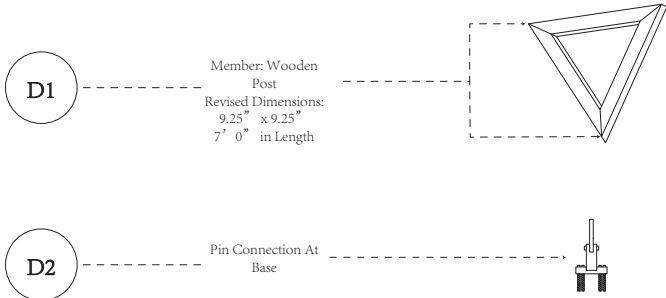 D1
Member: Wooden
Post
Revised Dimensions:
9.25” x 9.25”
7’ 0” in Length
D2
Pin Connection At
Base